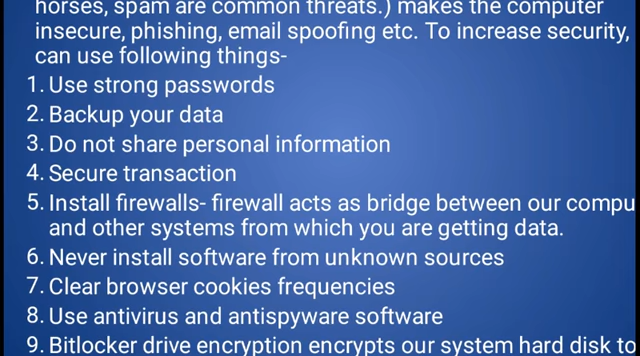 horses, spam are common threats.) makes the computer
insecure, phishing, email spoofing etc. To increase security,
can use following things-
1. Use strong passwords
2. Backup your data
3. Do not share personal information
4. Secure transaction
5. Install firewalls- firewall acts as bridge between our compu
and other systems from which you are getting data.
6. Never install software from unknown sources
7. Clear browser cookies frequencies
8. Use antivirus and antispyware software
9. Bitlocker drive encryption encrypts our system hard disk to